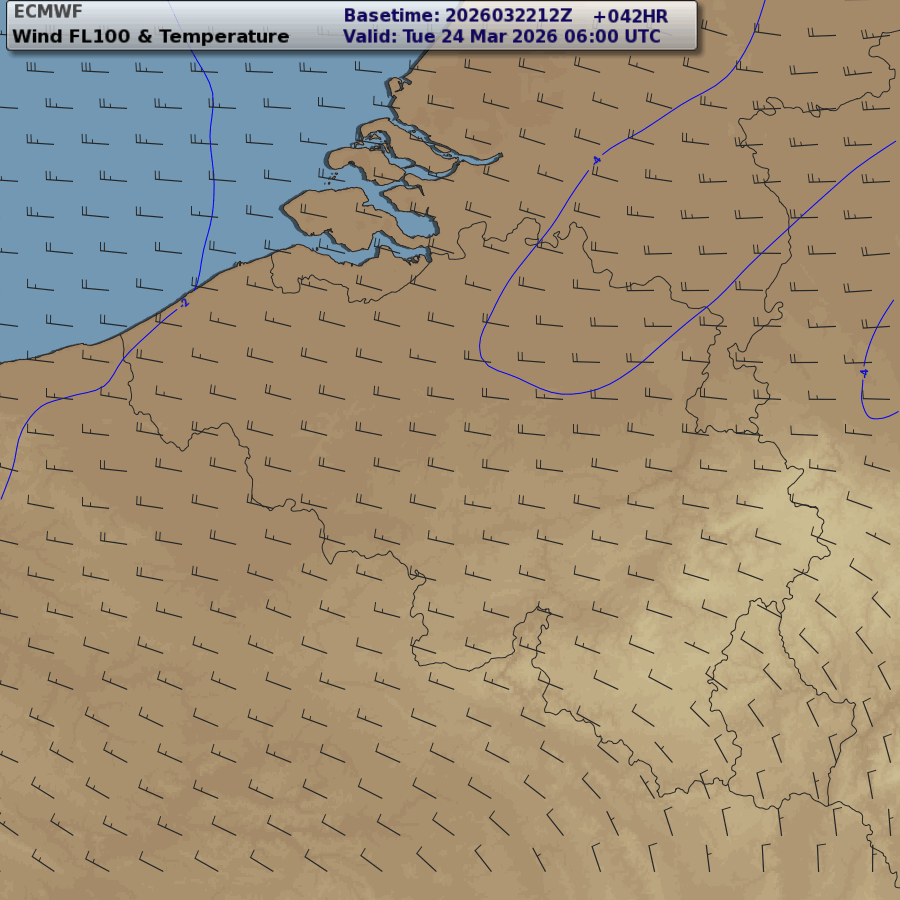 ECMWF
Basetime: 2026032212Z +042HR
Wind FL100 & Temperature
Valid: Tue 24 Mar 2026 06:00 UTC